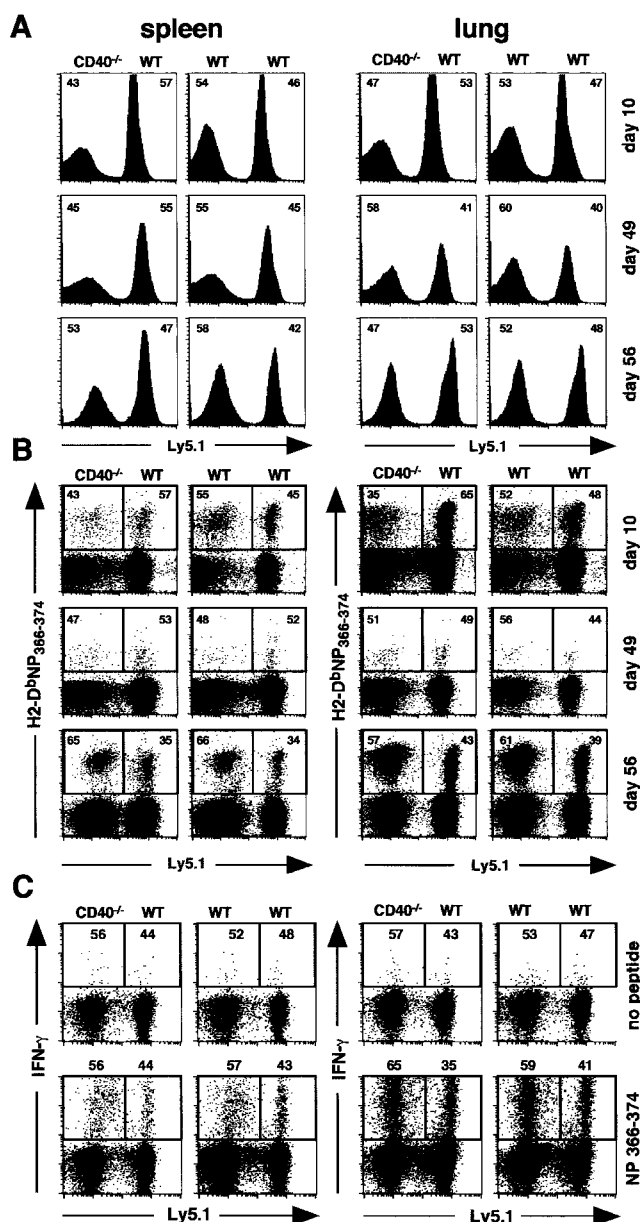 A
spleen
lung
CD40-/- WT WT WT
CD40-/- WT WT WT
43 57 54 46
47 53 53 47
day 10
45 55 55 45
58 41 60 40
day 49
53 47 58 42
47 53 52 48
day 56
Ly5.1
Ly5.1
B
CD40-/- WT WT WT
CD40-/- WT WT WT
H2-DbNP366-374
H2-DbNP366-374
43 57 55 45
35 65 52 48
day 10
47 53 48 52
51 49 56 44
day 49
65 35 66 34
57 43 61 39
day 56
Ly5.1
Ly5.1
C
CD40-/- WT WT WT
CD40-/- WT WT WT
IFN-γ
IFN-γ
56 44 52 48
57 43 53 47
no peptide
56 44 57 43
65 35 59 41
NP 366-374
Ly5.1
Ly5.1